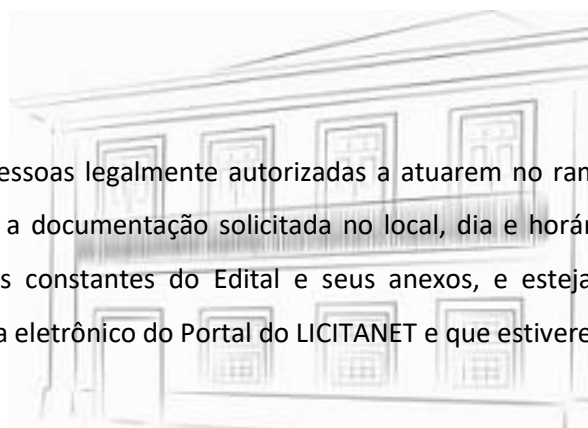 essoas legalmente autorizadas a atuarem no ran
a documentação solicitada no local, dia e horár
s constantes do Edital e seus anexos, e esteja
a eletrônico do Portal do LICITANET e que estivere